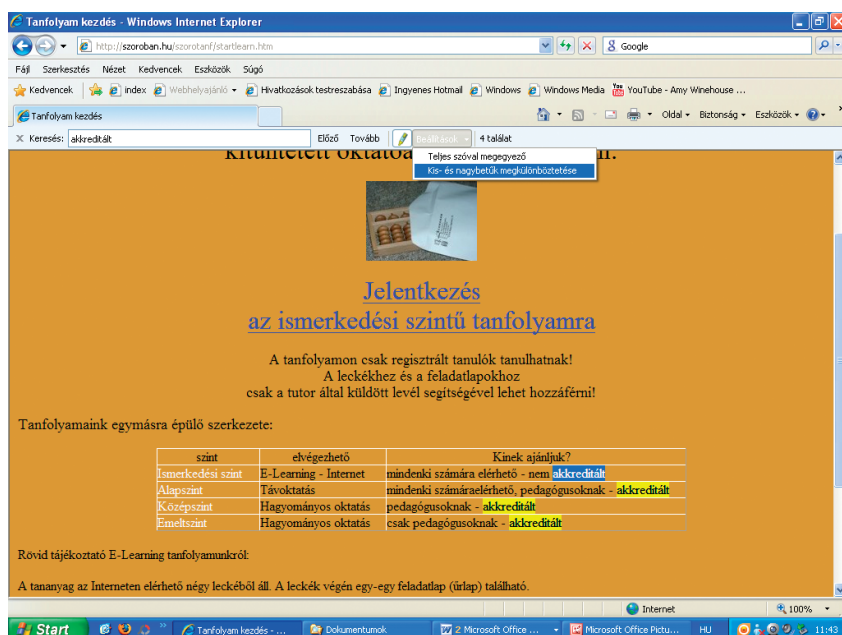 Tanfolyam kezdés - Windows Internet Explorer
http://szoroban.hu/szorotanf/startlearn.htm
Google
Fájl Szerkesztés Nézet Kedvencek Eszközök Súgó
Kedvencek index Webhelyajánló Hivatkozások testreszabása Ingyenes Hotmail Windows Windows Media YouTube - Amy Winehouse ...
Tanfolyam kezdés
Oldal Biztonság Eszközök
Keresés: akkreditált Előző Tovább Beállítások 4 találat
Teljes szóval megegyező
Kis- és nagybetűk megkülönböztetése
Jelentkezés
az ismerkedési szintű tanfolyamra
A tanfolyamon csak regisztrált tanulók tanulhatnak!
A leckékhez és a feladatlapokhoz
csak a tutor által küldött levél segítségével lehet hozzáférni!
Tanfolyamaink egymásra épülő szerkezete:
szint elvégezhető Kinek ajánljuk?
Ismerkedési szint E-Learning - Internet mindenki számára elérhető - nem akkreditált
Alapszint Távoktatás mindenki számáraelérhető, pedagógusoknak - akkreditált
Középszint Hagyományos oktatás pedagógusoknak - akkreditált
Emeltszint Hagyományos oktatás csak pedagógusoknak - akkreditált
Rövid tájékoztató E-Learning tanfolyamunkról:
A tananyag az Interneten elérhető négy leckéből áll. A leckék végén egy-egy feladatlap (űrlap) található.
Internet 100%
Start Tanfolyam kezdés - ... Dokumentumok 2 Microsoft Office ... Microsoft Office Pictu... HU 11:43